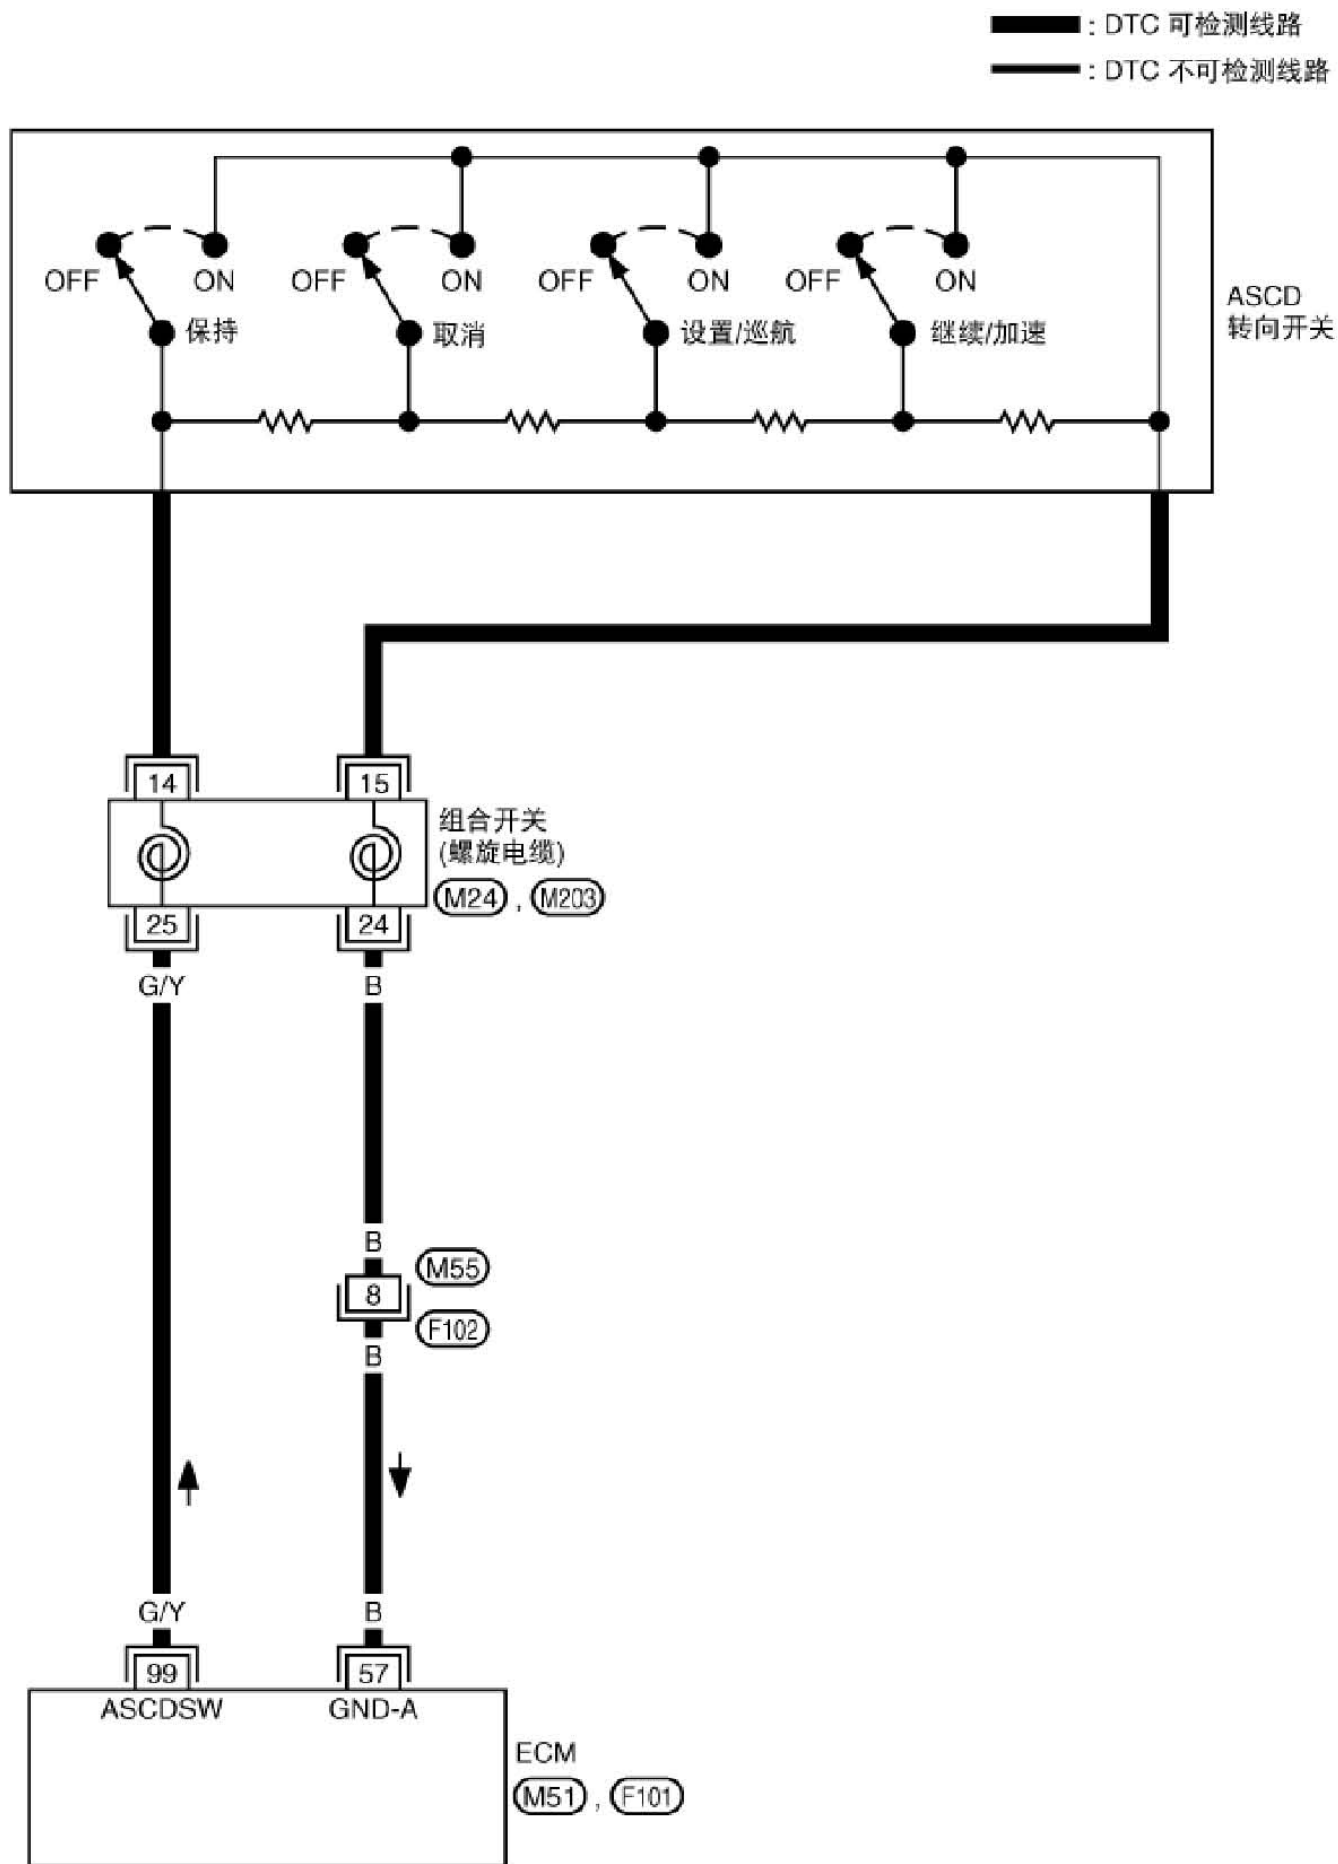 : DTC 可检测线路
: DTC 不可检测线路
OFF ON OFF ON OFF ON OFF ON
保持 取消 设置/巡航 继续/加速
ASCD
转向开关
14 15
组合开关
(螺旋电缆)
M24 , M203
25 24
G/Y B
B
M55
8
F102
B
G/Y B
99 57
ASCDSW GND-A
ECM
M51 , F101